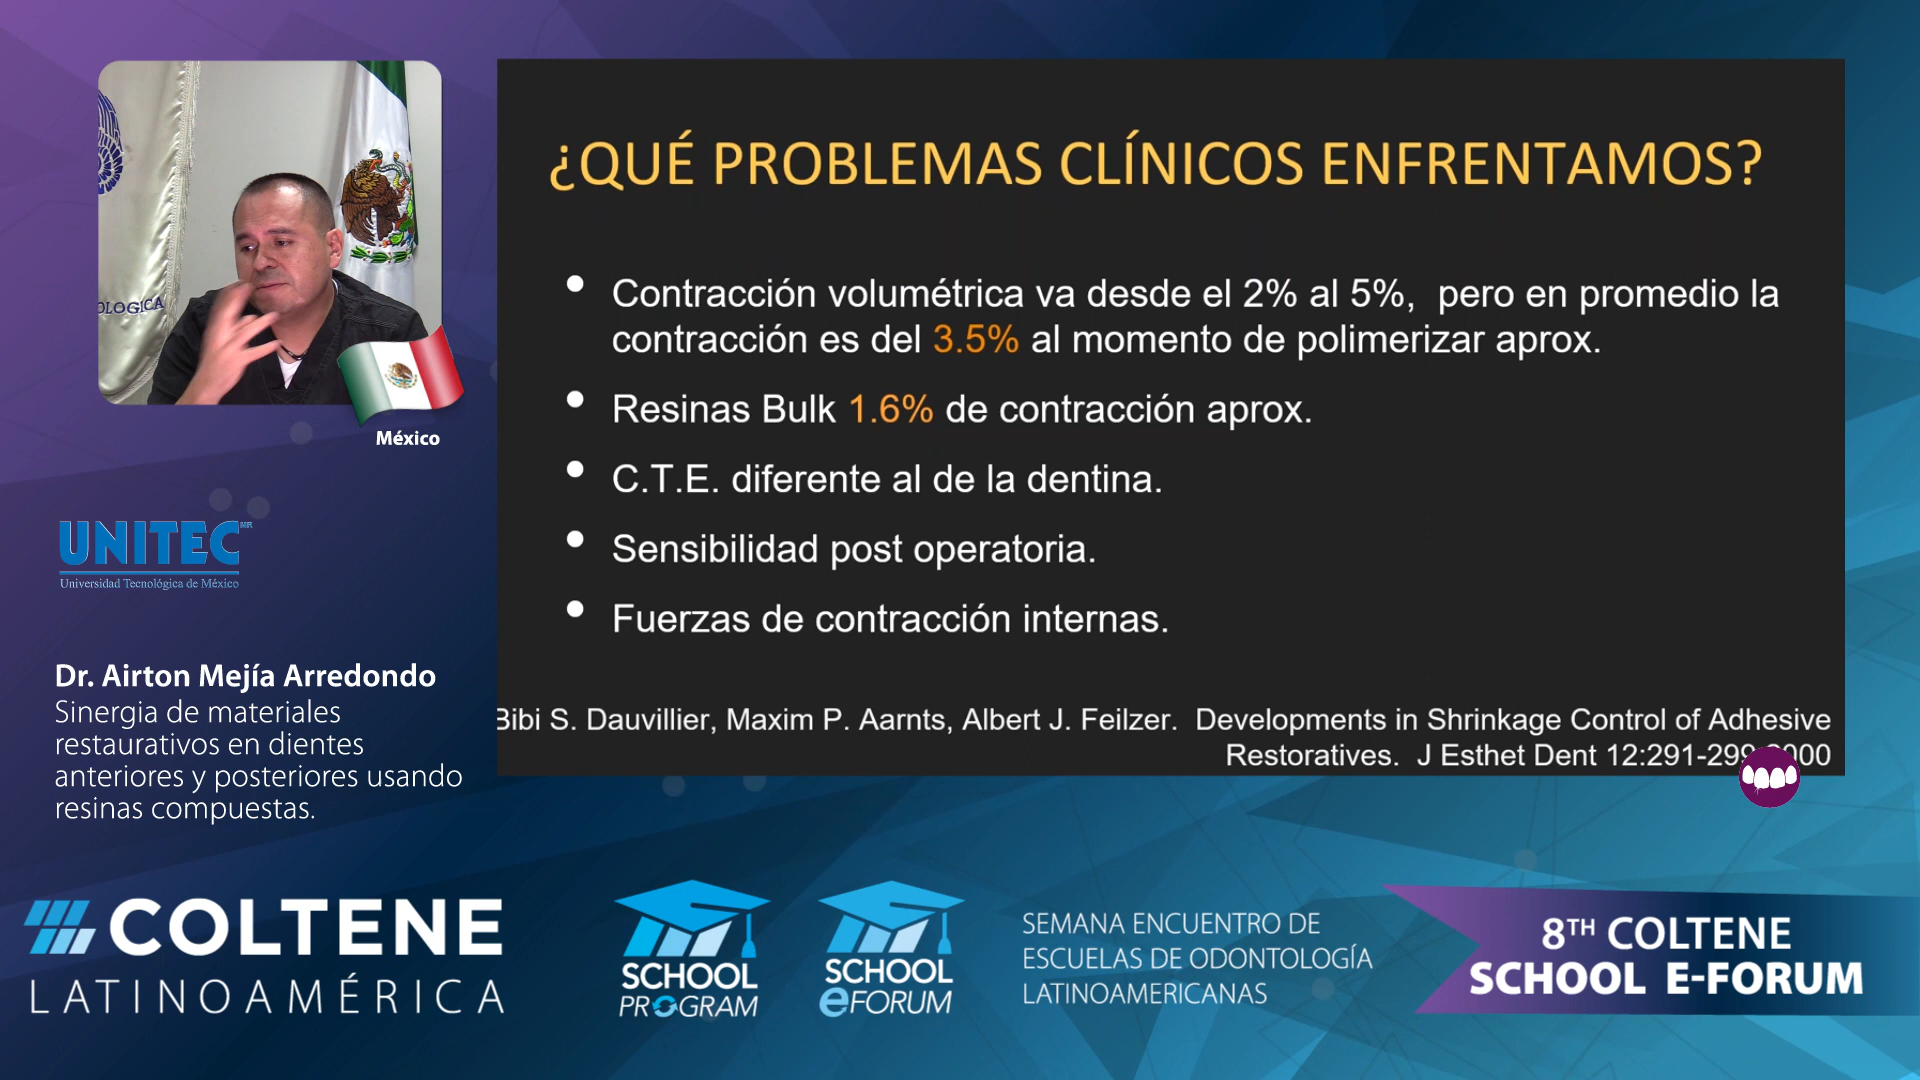 OLOGICA
México
UNITEC MR
Universidad Tecnológica de México
Dr. Airton Mejía Arredondo
Sinergia de materiales
restaurativos en dientes
anteriores y posteriores usando
resinas compuestas.
¿QUÉ PROBLEMAS CLÍNICOS ENFRENTAMOS?
• Contracción volumétrica va desde el 2% al 5%, pero en promedio la
contracción es del 3.5% al momento de polimerizar aprox.
• Resinas Bulk 1.6% de contracción aprox.
• C.T.E. diferente al de la dentina.
• Sensibilidad post operatoria.
• Fuerzas de contracción internas.
Bibi S. Dauvillier, Maxim P. Aarnts, Albert J. Feilzer. Developments in Shrinkage Control of Adhesive
Restoratives. J Esthet Dent 12:291-299
COLTENE
LATINOAMÉRICA
SCHOOL
PROGRAM
SCHOOL
eFORUM
SEMANA ENCUENTRO DE
ESCUELAS DE ODONTOLOGÍA
LATINOAMERICANAS
8TH COLTENE
SCHOOL E-FORUM